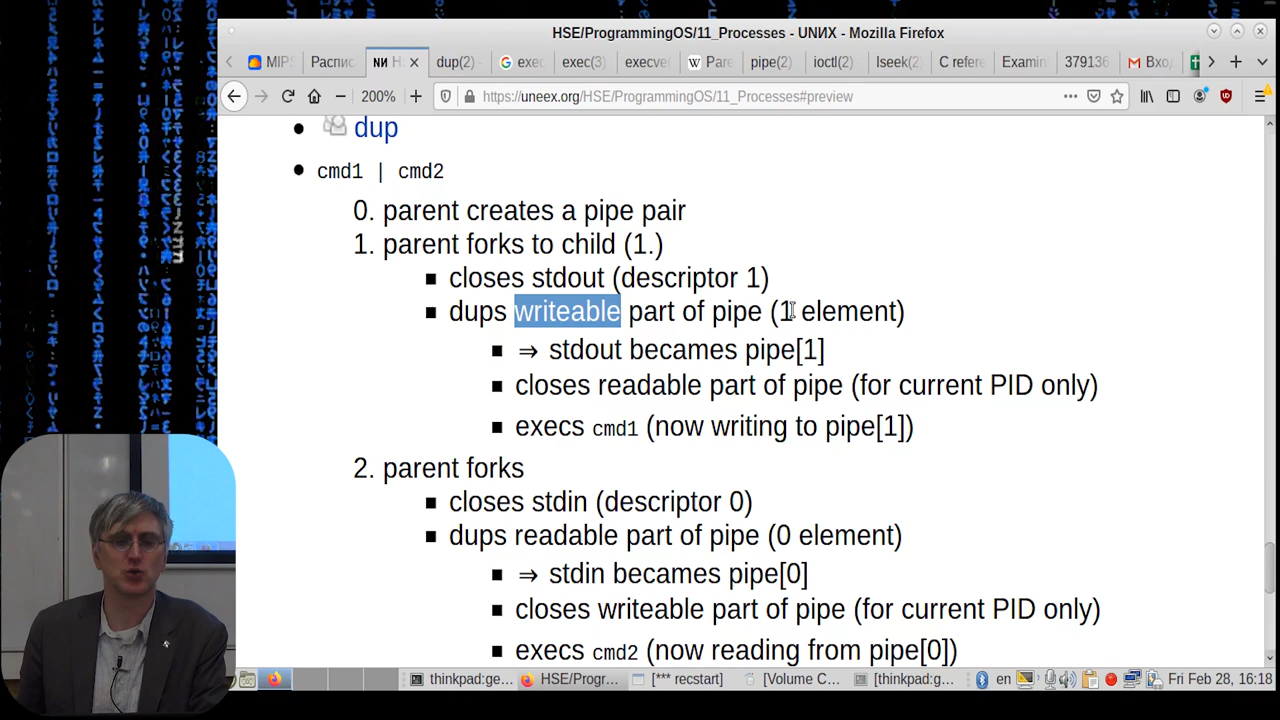 HSE/ProgrammingOS/11_Processes - UNИX - Mozilla Firefox
MIPS Распис NИ H dup(2) exec exec(3) execve Pare pipe(2) ioctl(2) lseek(2) C refere Examin 379136 Вход
200% https://uneex.org/HSE/ProgrammingOS/11_Processes#preview
dup
cmd1 | cmd2
0. parent creates a pipe pair
1. parent forks to child (1.)
closes stdout (descriptor 1)
dups writeable part of pipe (1 element)
⇒ stdout becames pipe[1]
closes readable part of pipe (for current PID only)
execs cmd1 (now writing to pipe[1])
2. parent forks
closes stdin (descriptor 0)
dups readable part of pipe (0 element)
⇒ stdin becames pipe[0]
closes writeable part of pipe (for current PID only)
execs cmd2 (now reading from pipe[0])
thinkpad:ge... HSE/Progr... [*** recstart] [Volume C... [thinkpad:g... en Fri Feb 28, 16:18